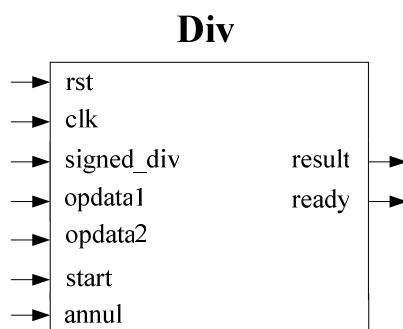 Div
rst
clk
signed_div result
opdata1 ready
opdata2
start
annul